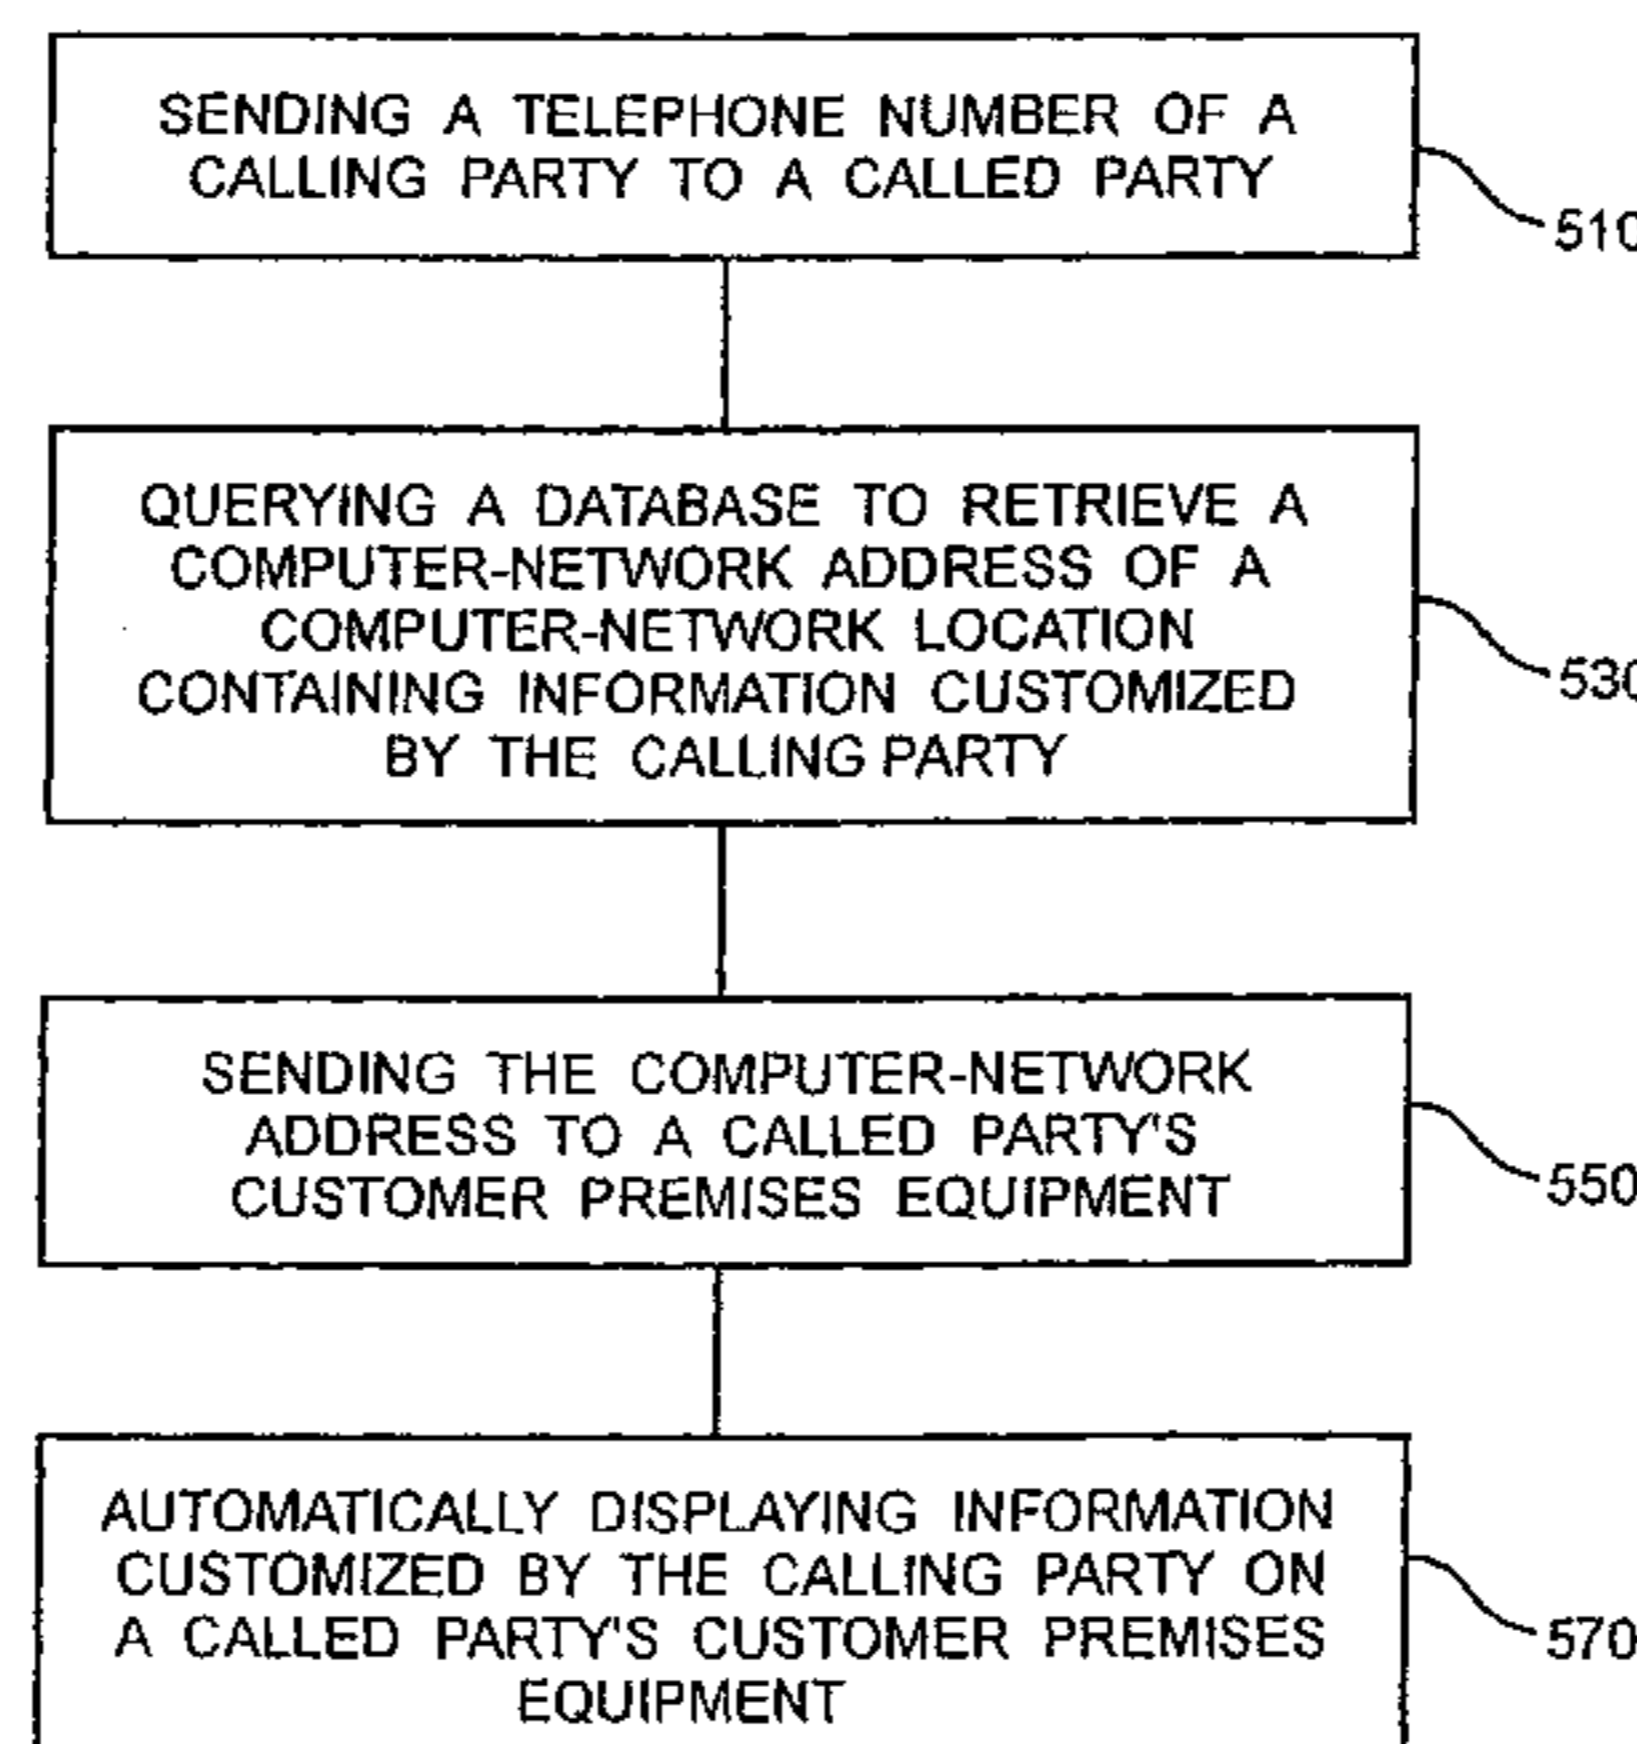 SENDING A TELEPHONE NUMBER OF A
CALLING PARTY TO A CALLED PARTY
510
QUERYING A DATABASE TO RETRIEVE A
COMPUTER-NETWORK ADDRESS OF A
COMPUTER-NETWORK LOCATION
CONTAINING INFORMATION CUSTOMIZED
BY THE CALLING PARTY
530
SENDING THE COMPUTER-NETWORK
ADDRESS TO A CALLED PARTY'S
CUSTOMER PREMISES EQUIPMENT
550
AUTOMATICALLY DISPLAYING INFORMATION
CUSTOMIZED BY THE CALLING PARTY ON
A CALLED PARTY'S CUSTOMER PREMISES
EQUIPMENT
570